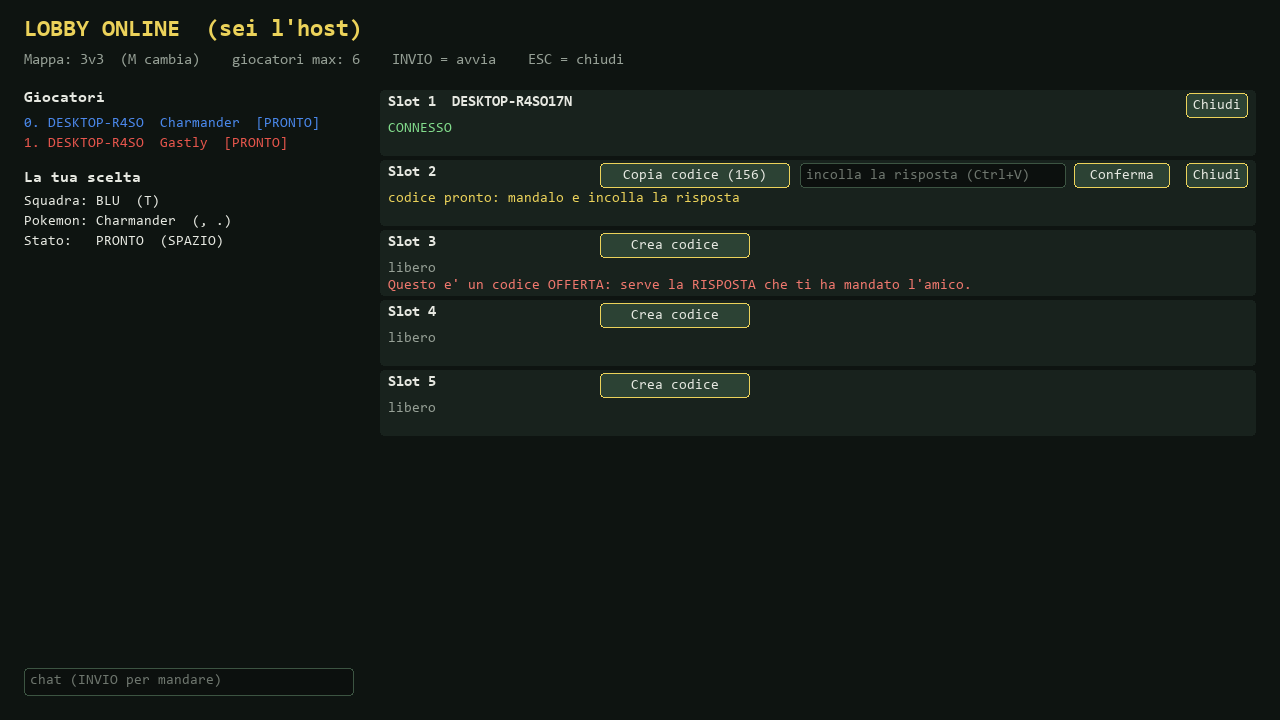 LOBBY ONLINE  (sei l'host)
Mappa: 3v3  (M cambia)    giocatori max: 6    INVIO = avvia    ESC = chiudi
Giocatori
0. DESKTOP-R4SO  Charmander  [PRONTO]
1. DESKTOP-R4SO  Gastly  [PRONTO]
La tua scelta
Squadra: BLU  (T)
Pokemon: Charmander  (, .)
Stato:   PRONTO  (SPAZIO)
Slot 1  DESKTOP-R4SO17N  Chiudi
CONNESSO
Slot 2  Copia codice (156)  incolla la risposta (Ctrl+V)  Conferma  Chiudi
codice pronto: mandalo e incolla la risposta
Slot 3  Crea codice
libero
Questo e' un codice OFFERTA: serve la RISPOSTA che ti ha mandato l'amico.
Slot 4  Crea codice
libero
Slot 5  Crea codice
libero
chat (INVIO per mandare)